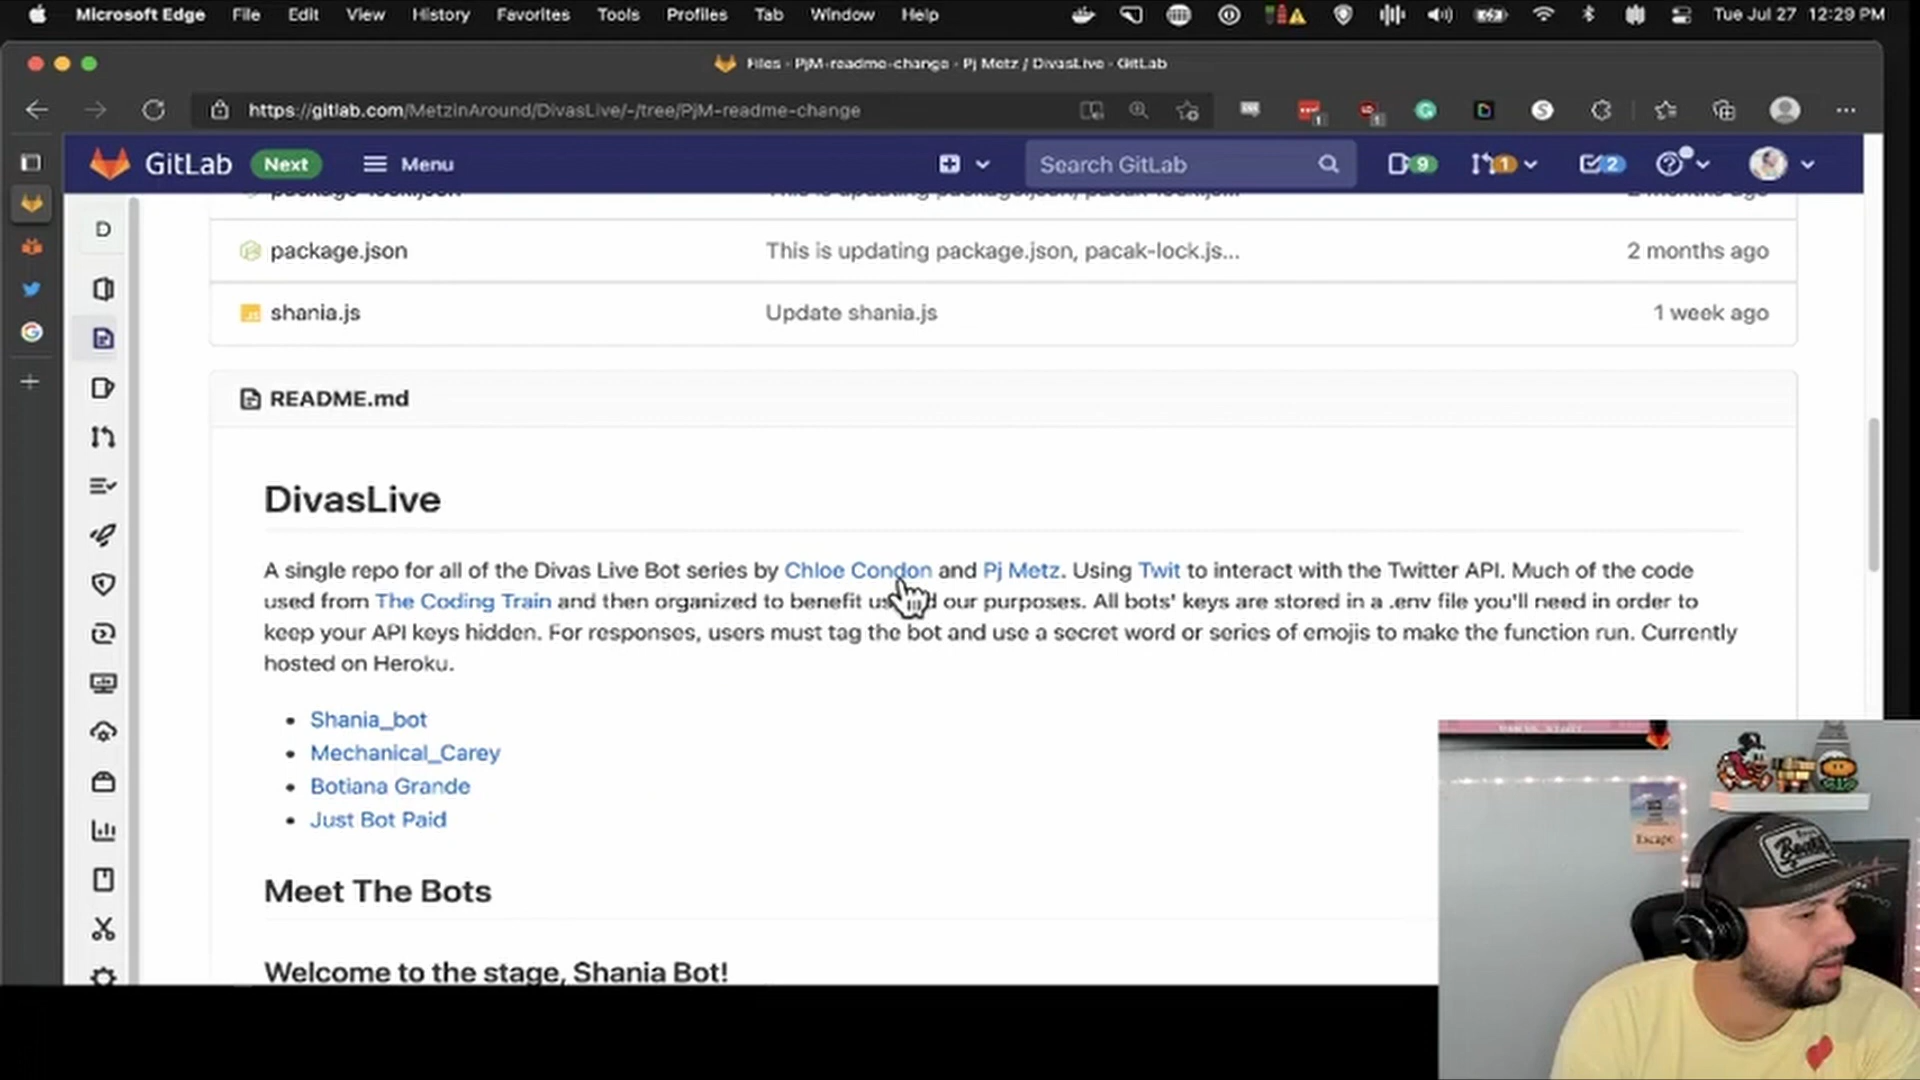 Microsoft Edge File Edit View History Favorites Tools Profiles Tab Window Help Tue Jul 27 12:29 PM
Files · PjM-readme-change · Pj Metz / DivasLive · GitLab
https://gitlab.com/MetzinAround/DivasLive/-/tree/PjM-readme-change
GitLab Next Menu Search GitLab 9 1 2
D
package.json This is updating package.json, pacak-lock.js... 2 months ago
shania.js Update shania.js 1 week ago
README.md
DivasLive
A single repo for all of the Divas Live Bot series by Chloe Condon and Pj Metz. Using Twit to interact with the Twitter API. Much of the code
used from The Coding Train and then organized to benefit our purposes. All bots' keys are stored in a .env file you'll need in order to
keep your API keys hidden. For responses, users must tag the bot and use a secret word or series of emojis to make the function run. Currently
hosted on Heroku.
• Shania_bot
• Mechanical_Carey
• Botiana Grande
• Just Bot Paid
Meet The Bots
Welcome to the stage, Shania Bot!
Escape